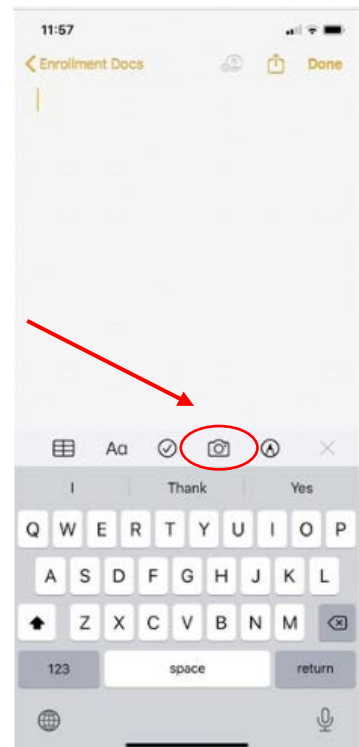 11:57
Enrollment Docs Done
Aa
I Thank Yes
Q W E R T Y U I O P
A S D F G H J K L
Z X C V B N M
123 space return